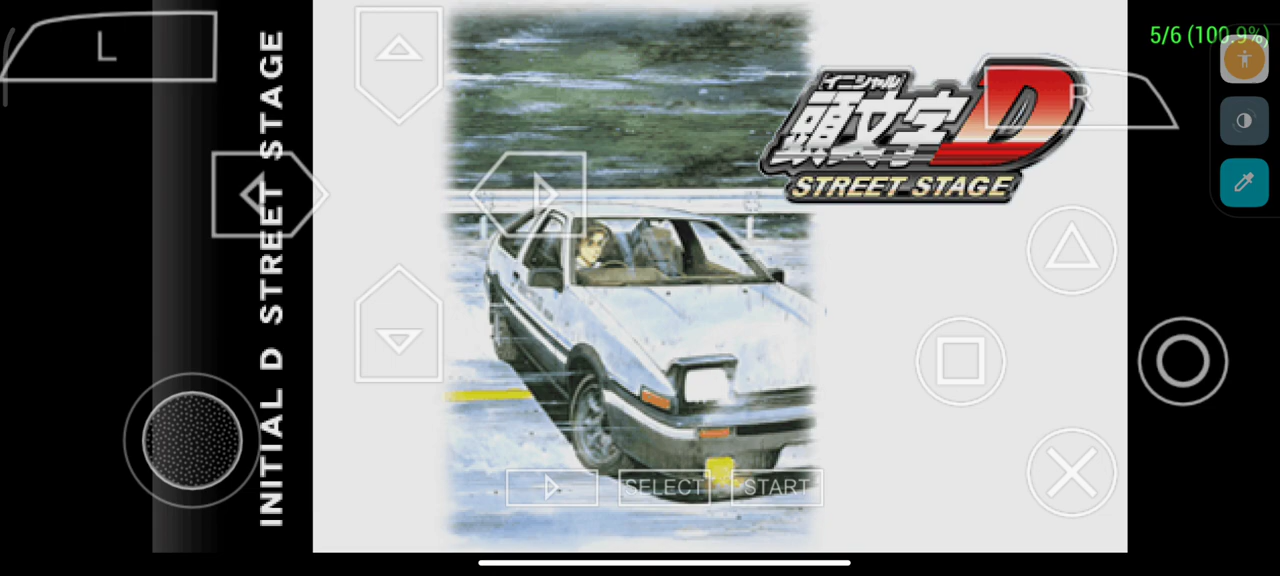 L
5/6 (100.9%)
INITIAL D STREET STAGE
イニシャル
頭文字D
R
STREET STAGE
SELECT
START